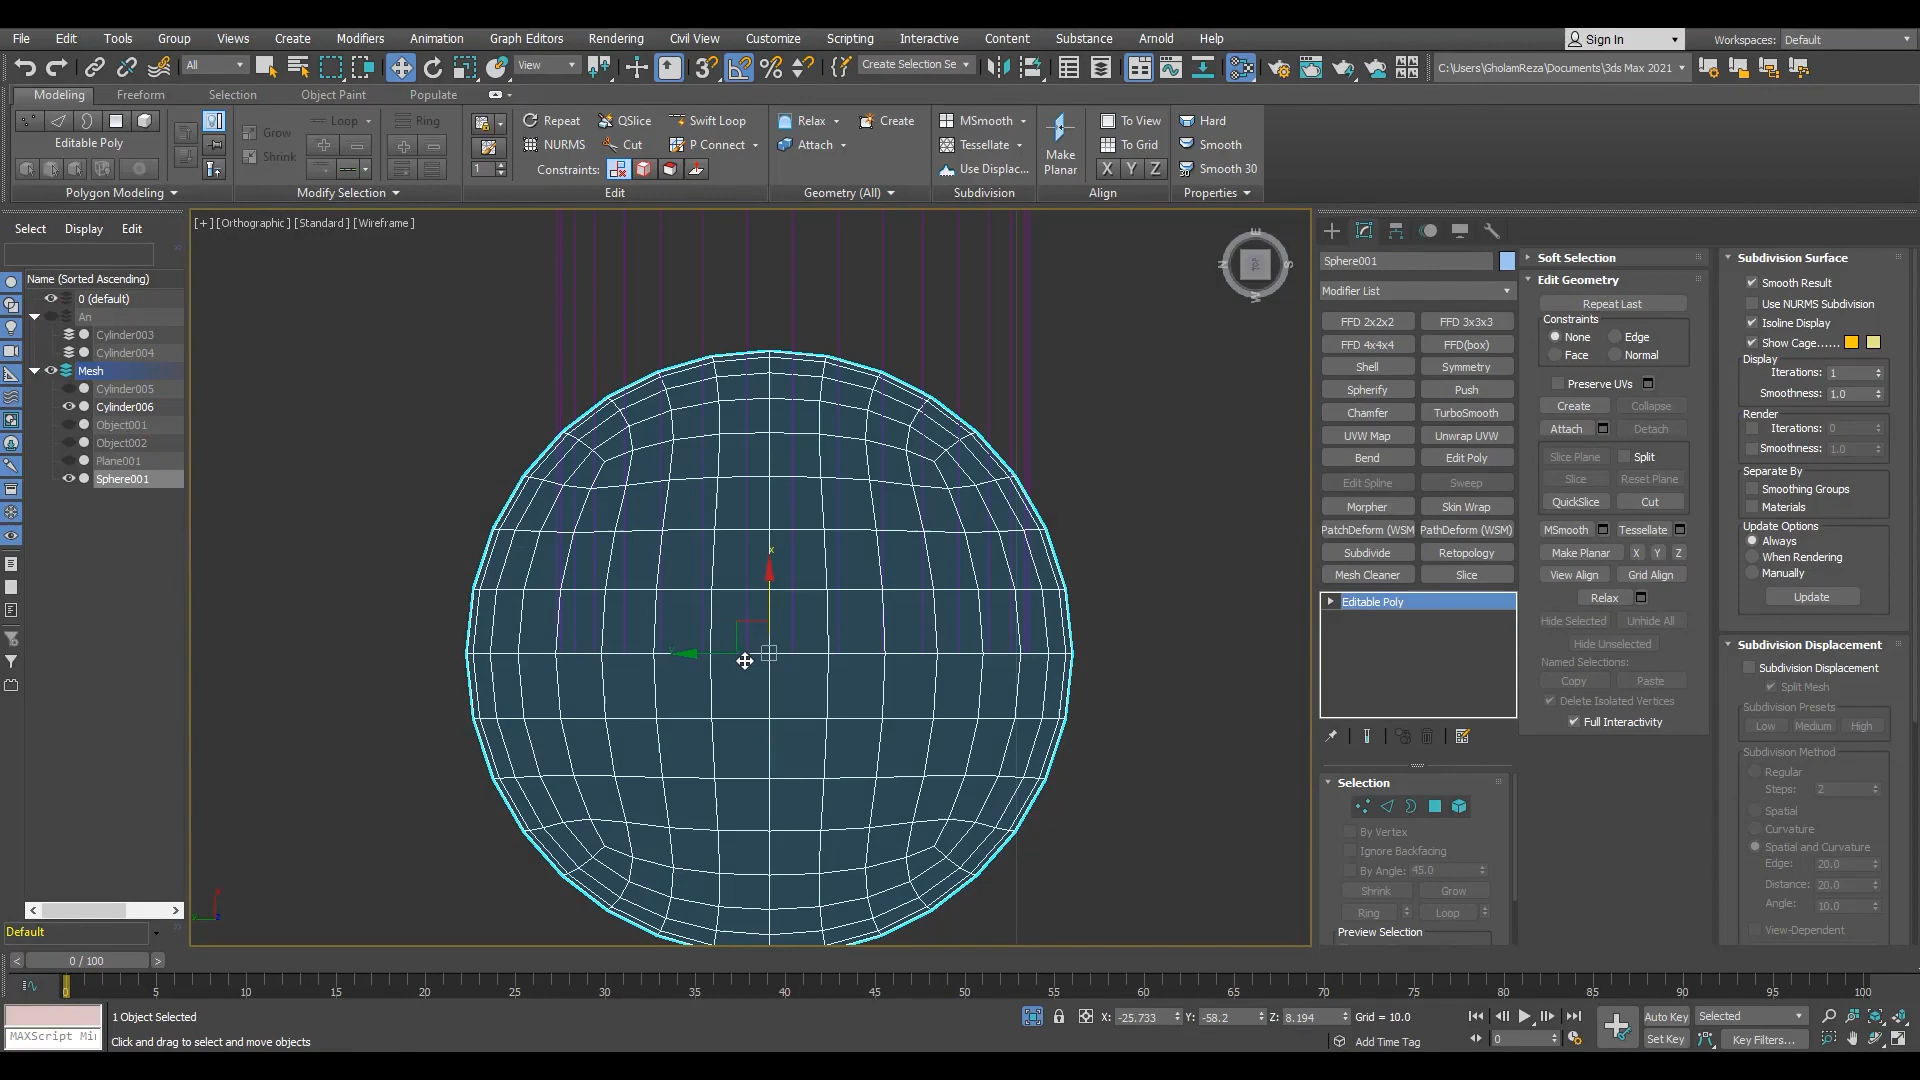 File Edit Tools Group Views Create Modifiers Animation Graph Editors Rendering Civil View Customize Scripting Interactive Content Substance Arnold Help Sign In Workspaces: Default
All View Create Selection Se C:\Users\GholamReza\Documents\3ds Max 2021
Modeling Freeform Selection Object Paint Populate
Loop Ring Repeat QSlice Swift Loop Relax Create MSmooth To View Hard
Editable Poly Grow NURMS Cut P Connect Attach Tessellate Make Planar To Grid Smooth
Shrink 1 Constraints: Use Displac... X Y Z Smooth 30
Polygon Modeling Modify Selection Edit Geometry (All) Subdivision Align Properties
Select Display Edit
Name (Sorted Ascending)
0 (default)
An
Cylinder003
Cylinder004
Mesh
Cylinder005
Cylinder006
Object001
Object002
Plane001
Sphere001
Default
[+] [Orthographic] [Standard] [Wireframe]
TOP
E
N
S
W
x
y
Sphere001
Modifier List
FFD 2x2x2 FFD 3x3x3
FFD 4x4x4 FFD(box)
Shell Symmetry
Spherify Push
Chamfer TurboSmooth
UVW Map Unwrap UVW
Bend Edit Poly
Edit Spline Sweep
Morpher Skin Wrap
PatchDeform (WSM PathDeform (WSM)
Subdivide Retopology
Mesh Cleaner Slice
Editable Poly
Selection
By Vertex
Ignore Backfacing
By Angle: 45.0
Shrink Grow
Ring Loop
Preview Selection
Soft Selection
Edit Geometry
Repeat Last
Constraints
None Edge
Face Normal
Preserve UVs
Create Collapse
Attach Detach
Slice Plane Split
Slice Reset Plane
QuickSlice Cut
MSmooth Tessellate
Make Planar X Y Z
View Align Grid Align
Relax
Hide Selected Unhide All
Hide Unselected
Named Selections:
Copy Paste
Delete Isolated Vertices
Full Interactivity
Subdivision Surface
Smooth Result
Use NURMS Subdivision
Isoline Display
Show Cage......
Display
Iterations: 1
Smoothness: 1.0
Render
Iterations: 0
Smoothness: 1.0
Separate By
Smoothing Groups
Materials
Update Options
Always
When Rendering
Manually
Update
Subdivision Displacement
Subdivision Displacement
Split Mesh
Subdivision Presets
Low Medium High
Subdivision Method
Regular
Steps: 2
Spatial
Curvature
Spatial and Curvature
Edge: 20.0
Distance: 20.0
Angle: 10.0
View-Dependent
< 0 / 100 >
0 5 10 15 20 25 30 35 40 45 50 55 60 65 70 75 80 85 90 95 100
1 Object Selected X: -25.733 Y: -58.2 Z: 8.194 Grid = 10.0 Auto Key Selected
MAXScript Mi Click and drag to select and move objects Add Time Tag 0 Set Key Key Filters...